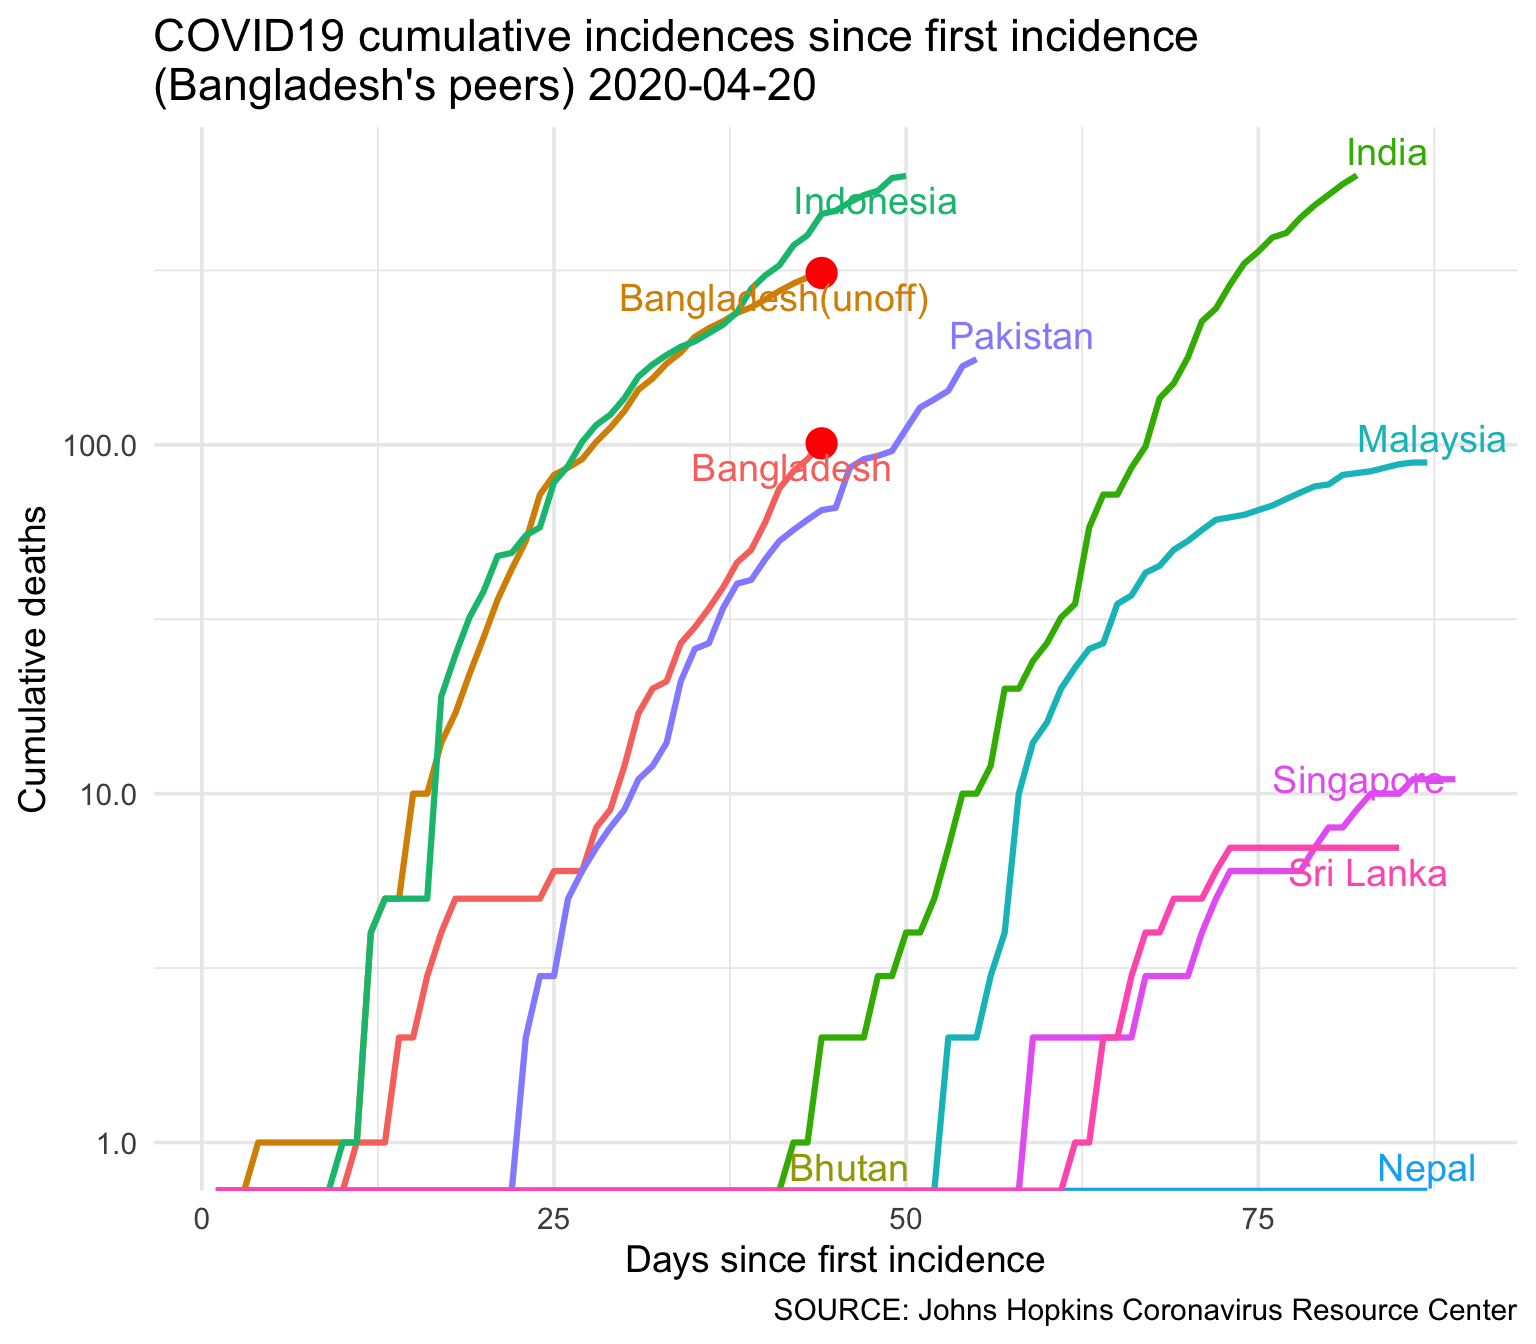 COVID19 cumulative incidences since first incidence
(Bangladesh's peers) 2020-04-20
India
Indonesia
Bangladesh(unoff)
Pakistan
Malaysia
Bangladesh
Singapore
Sri Lanka
Bhutan
Nepal
Cumulative deaths
100.0
10.0
1.0
0 25 50 75
Days since first incidence
SOURCE: Johns Hopkins Coronavirus Resource Center